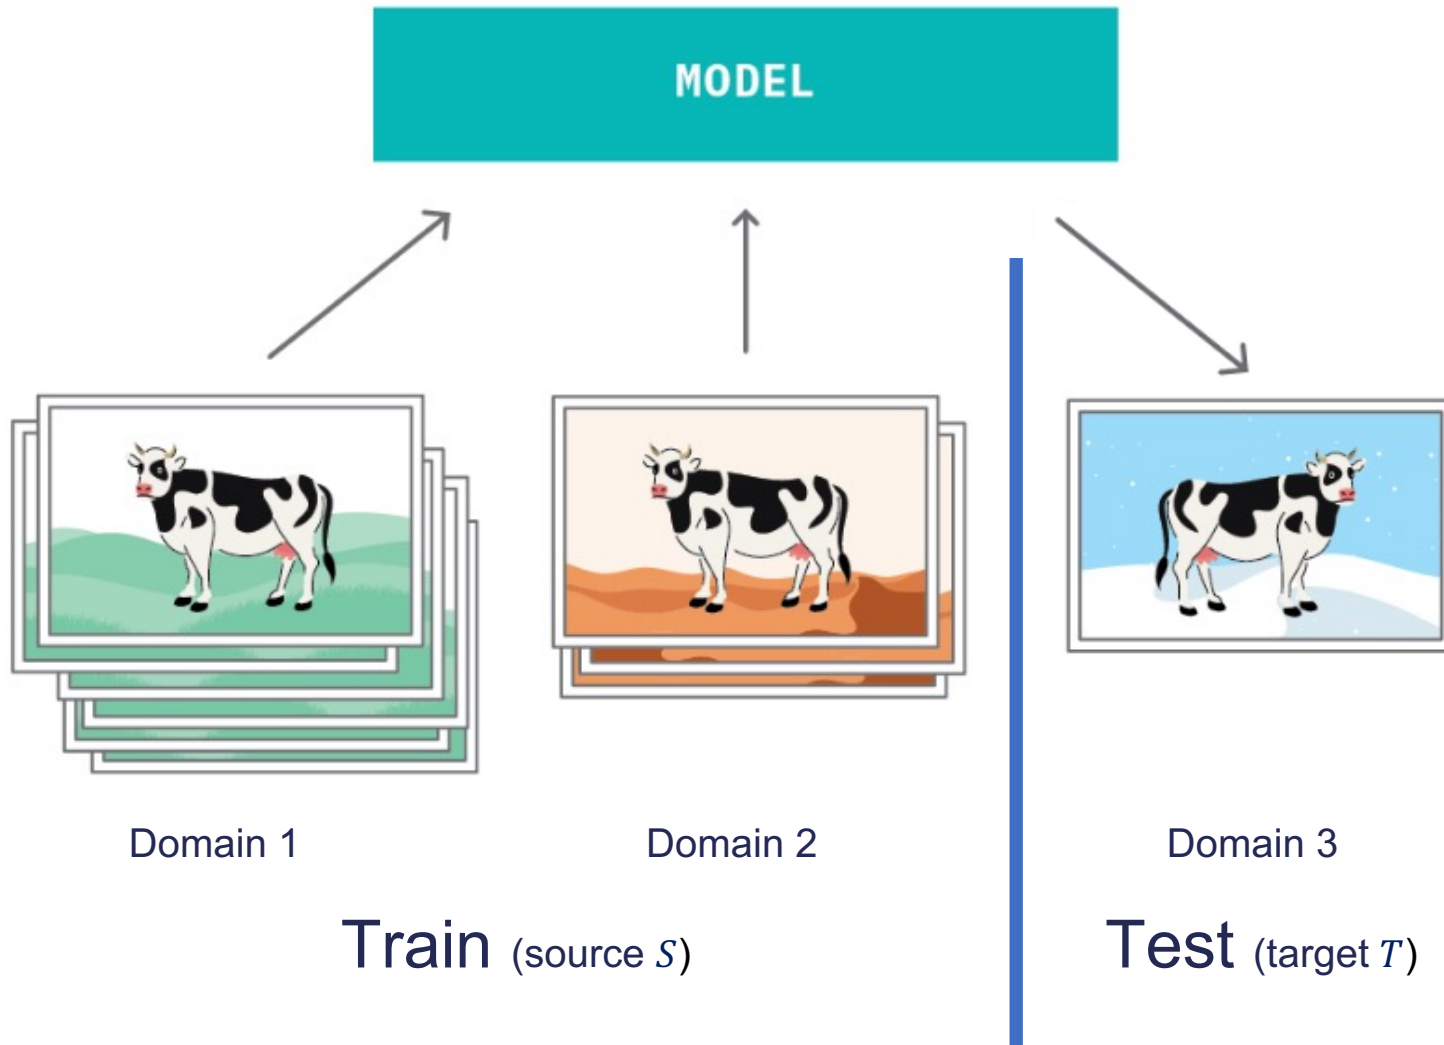 MODEL
Domain 1
Domain 2
Domain 3
Train (source S)
Test (target T)